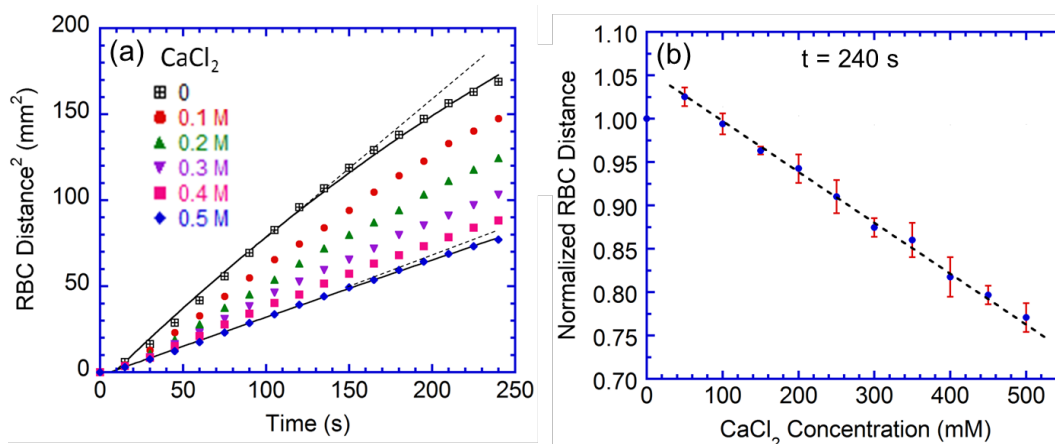 (a)
CaCl₂
0
0.1 M
0.2 M
0.3 M
0.4 M
0.5 M
RBC Distance² (mm²)
200
150
100
50
0
0 50 100 150 200 250
Time (s)
(b)
t = 240 s
Normalized RBC Distance
1.10
1.05
1.00
0.95
0.90
0.85
0.80
0.75
0.70
0 100 200 300 400 500
CaCl₂ Concentration (mM)